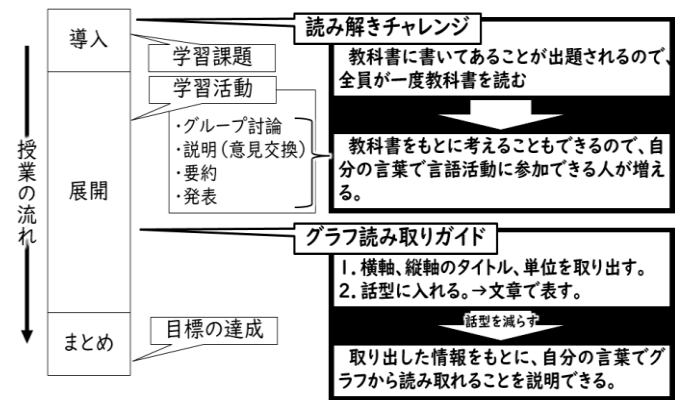 授業の流れ
導入
展開
まとめ
学習課題
学習活動
・グループ討論
・説明(意見交換)
・要約
・発表
目標の達成
読み解きチャレンジ
教科書に書いてあることが出題されるので、
全員が一度教科書を読む
教科書をもとに考えることもできるので、自
分の言葉で言語活動に参加できる人が増え
る。
グラフ読み取りガイド
1.横軸、縦軸のタイトル、単位を取り出す。
2.話型に入れる。→文章で表す。
話型を減らす
取り出した情報をもとに、自分の言葉でグ
ラフから読み取れることを説明できる。